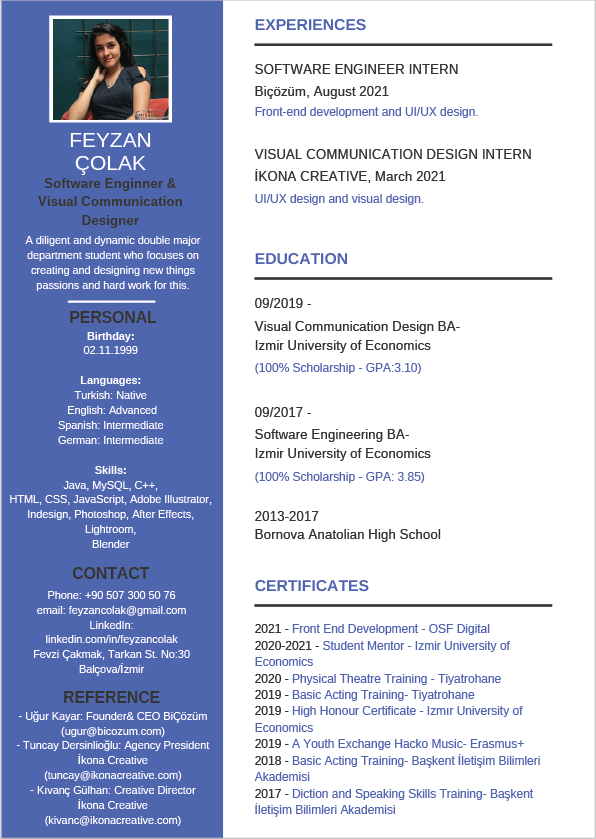 FEYZAN
ÇOLAK
Software Enginner &
Visual Communication
Designer
A diligent and dynamic double major
department student who focuses on
creating and designing new things
passions and hard work for this.
PERSONAL
Birthday:
02.11.1999
Languages:
Turkish: Native
English: Advanced
Spanish: Intermediate
German: Intermediate
Skills:
Java, MySQL, C++,
HTML, CSS, JavaScript, Adobe Illustrator,
Indesign, Photoshop, After Effects,
Lightroom,
Blender
CONTACT
Phone: +90 507 300 50 76
email: feyzancolak@gmail.com
LinkedIn:
linkedin.com/in/feyzancolak
Fevzi Çakmak, Tarkan St. No:30
Balçova/İzmir
REFERENCE
- Uğur Kayar: Founder& CEO BiÇözüm
(ugur@bicozum.com)
- Tuncay Dersinlioğlu: Agency President
İkona Creative
(tuncay@ikonacreative.com)
- Kıvanç Gülhan: Creative Director
İkona Creative
(kivanc@ikonacreative.com)
EXPERIENCES
SOFTWARE ENGINEER INTERN
Biçözüm, August 2021
Front-end development and UI/UX design.
VISUAL COMMUNICATION DESIGN INTERN
İKONA CREATIVE, March 2021
UI/UX design and visual design.
EDUCATION
09/2019 -
Visual Communication Design BA-
Izmir University of Economics
(100% Scholarship - GPA:3.10)
09/2017 -
Software Engineering BA-
Izmir University of Economics
(100% Scholarship - GPA: 3.85)
2013-2017
Bornova Anatolian High School
CERTIFICATES
2021 - Front End Development - OSF Digital
2020-2021 - Student Mentor - Izmir University of
Economics
2020 - Physical Theatre Training - Tiyatrohane
2019 - Basic Acting Training- Tiyatrohane
2019 - High Honour Certificate - Izmır University of
Economics
2019 - A Youth Exchange Hacko Music- Erasmus+
2018 - Basic Acting Training- Başkent İletişim Bilimleri
Akademisi
2017 - Diction and Speaking Skills Training- Başkent
İletişim Bilimleri Akademisi